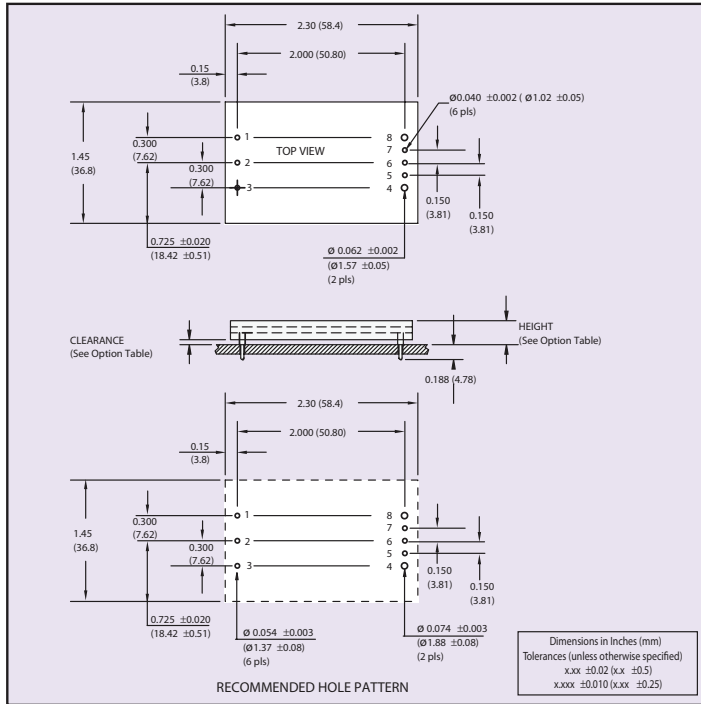 2.30 (58.4)
2.000 (50.80)
0.15
(3.8)
Ø0.040 ±0.002 ( Ø1.02 ±0.05)
(6 pls)
1.45
(36.8)
0.300
(7.62)
0.300
(7.62)
1
2
3
TOP VIEW
8
7
6
5
4
0.150
(3.81)
0.150
(3.81)
0.725 ±0.020
(18.42 ±0.51)
Ø 0.062 ±0.002
(Ø1.57 ±0.05)
(2 pls)
CLEARANCE
(See Option Table)
HEIGHT
(See Option Table)
0.188 (4.78)
2.30 (58.4)
2.000 (50.80)
0.15
(3.8)
1.45
(36.8)
0.300
(7.62)
0.300
(7.62)
1
2
3
8
7
6
5
4
0.150
(3.81)
0.150
(3.81)
0.725 ±0.020
(18.42 ±0.51)
Ø 0.054 ±0.003
(Ø1.37 ±0.08)
(6 pls)
Ø 0.074 ±0.003
(Ø1.88 ±0.08)
(2 pls)
RECOMMENDED HOLE PATTERN
Dimensions in Inches (mm)
Tolerances (unless otherwise specified)
x.xx ±0.02 (x.x ±0.5)
x.xxx ±0.010 (x.xx ±0.25)